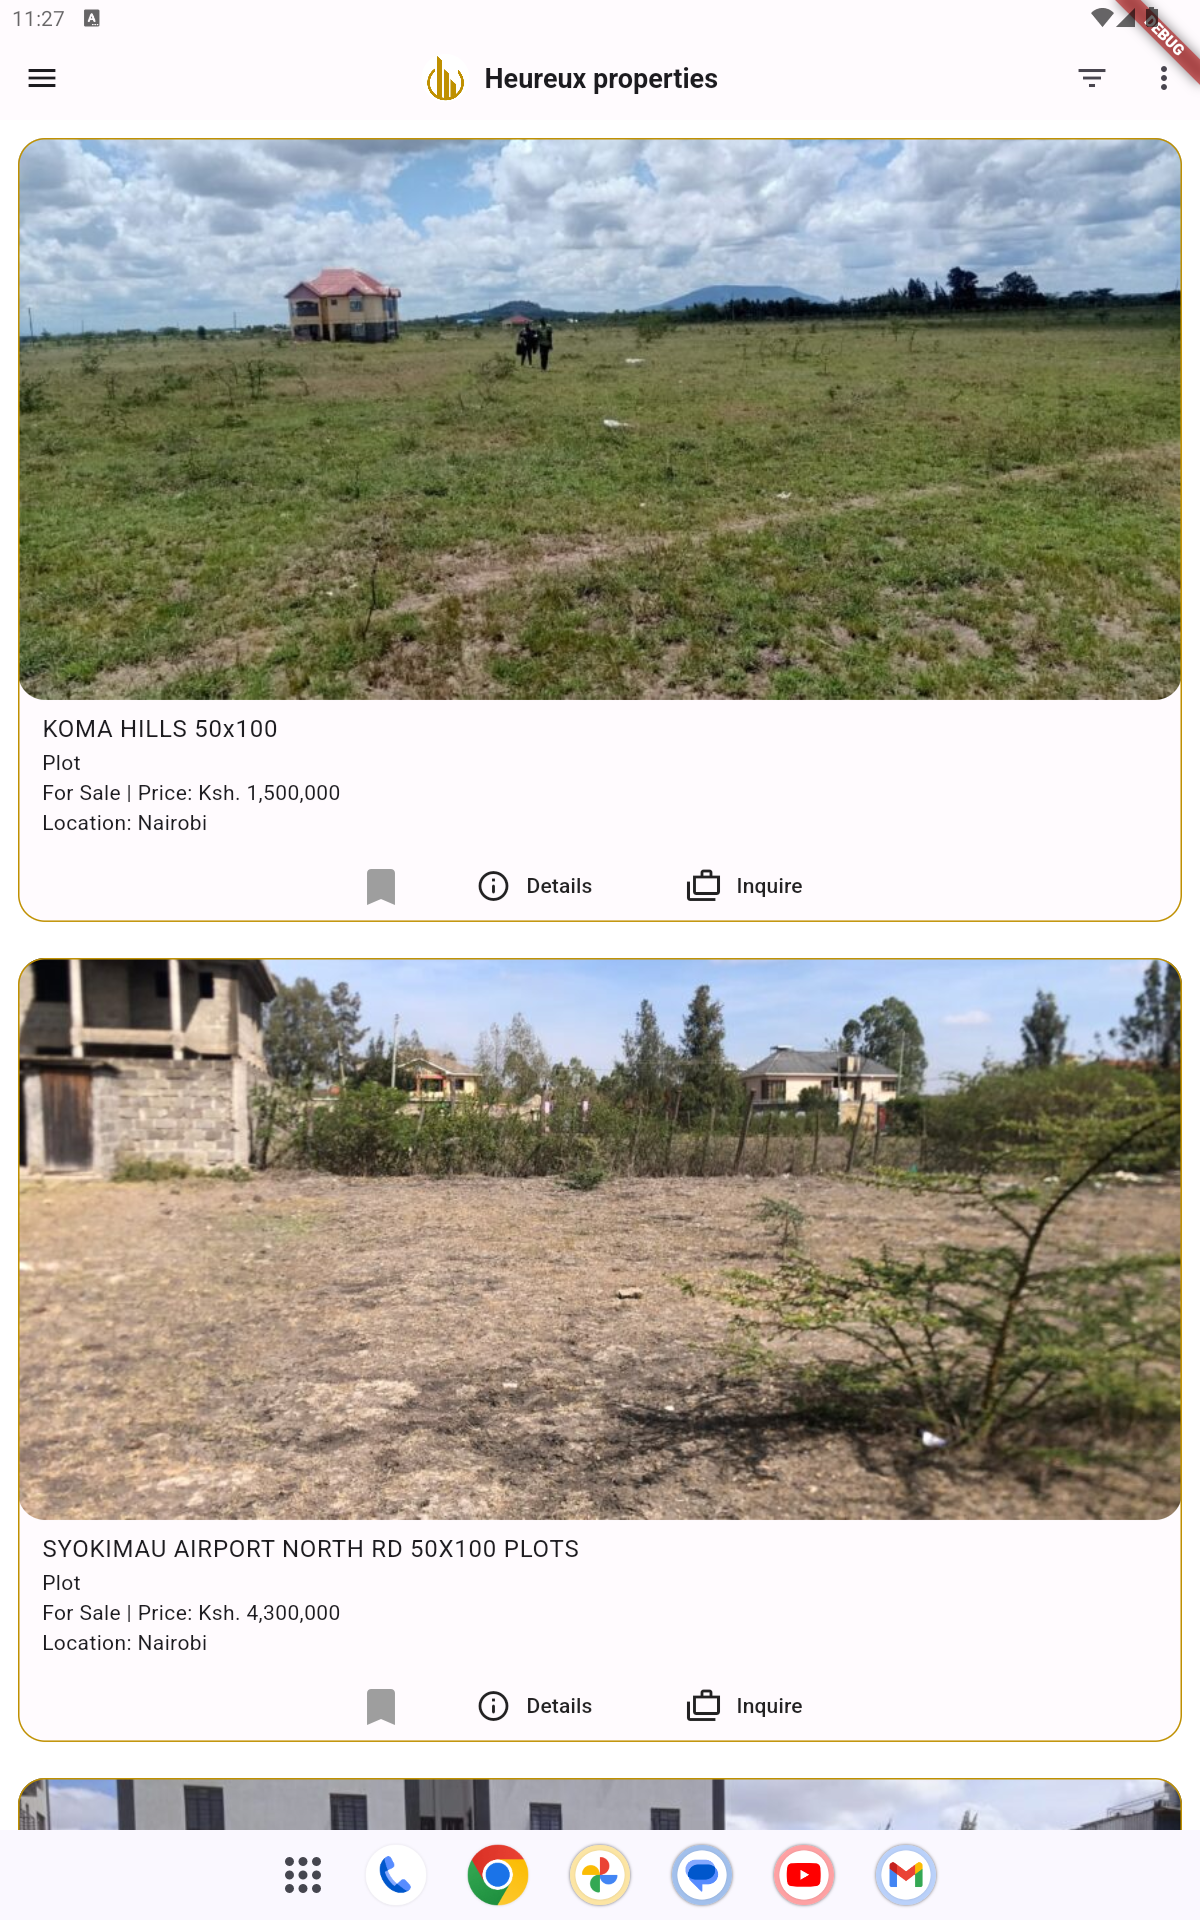 11:27
A
DEBUG
Heureux properties
KOMA HILLS 50x100
Plot
For Sale | Price: Ksh. 1,500,000
Location: Nairobi
Details
Inquire
SYOKIMAU AIRPORT NORTH RD 50X100 PLOTS
Plot
For Sale | Price: Ksh. 4,300,000
Location: Nairobi
Details
Inquire